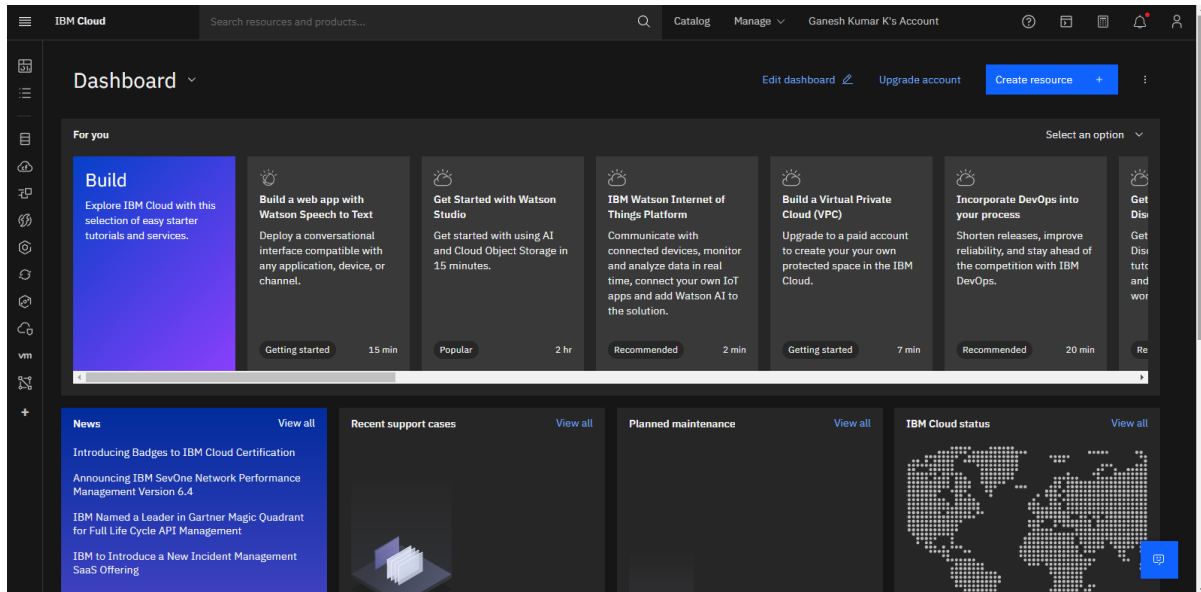 IBM Cloud
Search resources and products...
Catalog
Manage
Ganesh Kumar K's Account
Dashboard
Edit dashboard
Upgrade account
Create resource +
For you
Select an option
Build
Explore IBM Cloud with this
selection of easy starter
tutorials and services.
Build a web app with
Watson Speech to Text
Deploy a conversational
interface compatible with
any application, device, or
channel.
Getting started
15 min
Get Started with Watson
Studio
Get started with using AI
and Cloud Object Storage in
15 minutes.
Popular
2 hr
IBM Watson Internet of
Things Platform
Communicate with
connected devices, monitor
and analyze data in real
time, connect your own IoT
apps and add Watson AI to
the solution.
Recommended
2 min
Build a Virtual Private
Cloud (VPC)
Upgrade to a paid account
to create your your own
protected space in the IBM
Cloud.
Getting started
7 min
Incorporate DevOps into
your process
Shorten releases, improve
reliability, and stay ahead of
the competition with IBM
DevOps.
Recommended
20 min
Get
Dis
Get
Dis
tuto
and
wor
Re
vm
News
View all
Introducing Badges to IBM Cloud Certification
Announcing IBM SevOne Network Performance
Management Version 6.4
IBM Named a Leader in Gartner Magic Quadrant
for Full Life Cycle API Management
IBM to Introduce a New Incident Management
SaaS Offering
Recent support cases
View all
Planned maintenance
View all
IBM Cloud status
View all